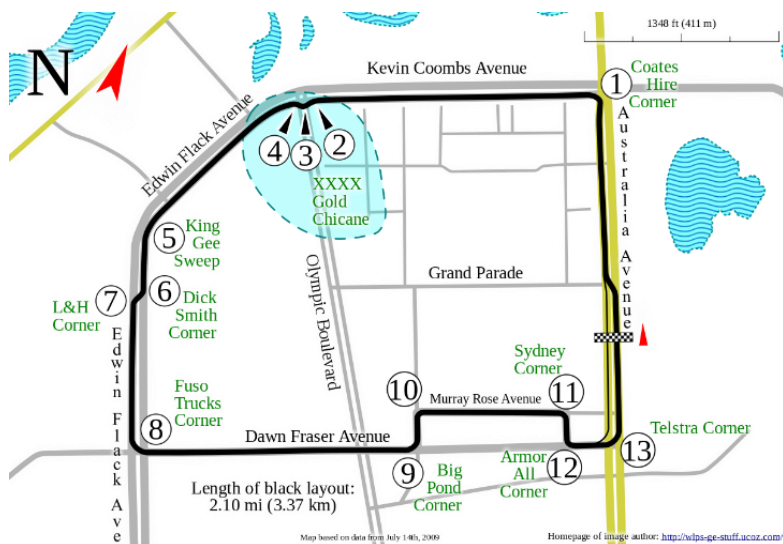 1348 ft (411 m)
N
Kevin Coombs Avenue
1
Coates
Hire
Corner
Australia Avenue
Edwin Flack Avenue
4
3
2
XXXX
Gold
Chicane
5
King
Gee
Sweep
Olympic Boulevard
Grand Parade
7
6
L&H
Corner
Dick
Smith
Corner
Edwin Flack Ave
Sydney
Corner
10
11
Murray Rose Avenue
Fuso
Trucks
Corner
8
Dawn Fraser Avenue
Telstra Corner
13
9
Big
Pond
Corner
Armor
All
Corner
12
Length of black layout:
2.10 mi (3.37 km)
Map based on data from July 14th, 2009
Homepage of image author: http://wlps-ge-stuff.ucoz.com/